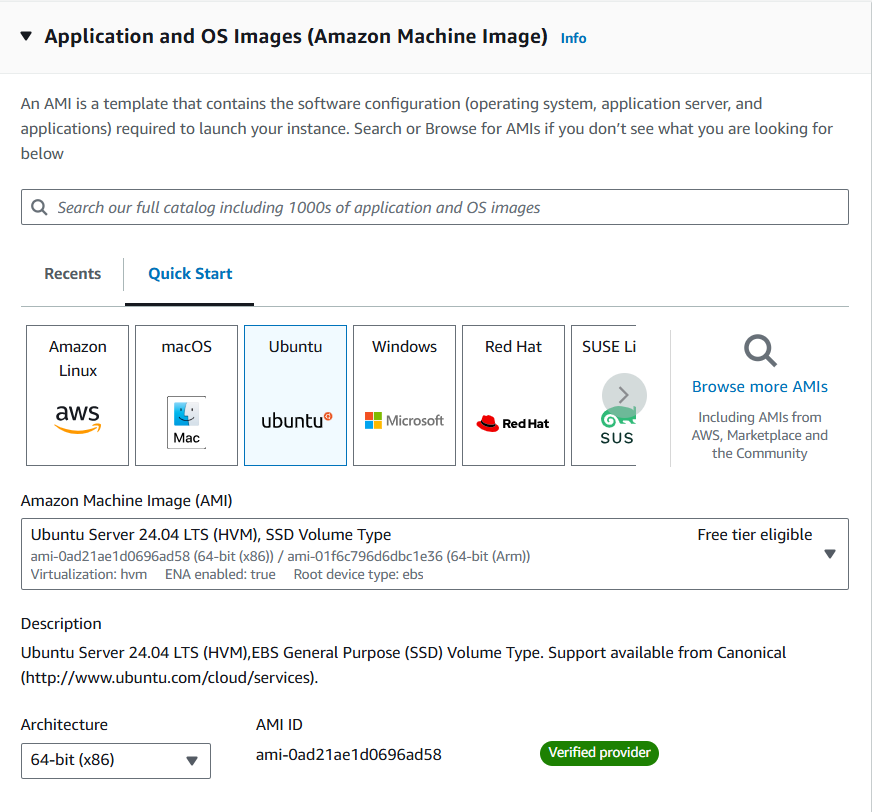 Application and OS Images (Amazon Machine Image) Info
An AMI is a template that contains the software configuration (operating system, application server, and
applications) required to launch your instance. Search or Browse for AMIs if you don’t see what you are looking for
below
Search our full catalog including 1000s of application and OS images
Recents
Quick Start
Amazon
Linux
aws
macOS
Mac
Ubuntu
ubuntu
Windows
Microsoft
Red Hat
Red Hat
SUSE Li
SUS
Browse more AMIs
Including AMIs from
AWS, Marketplace and
the Community
Amazon Machine Image (AMI)
Ubuntu Server 24.04 LTS (HVM), SSD Volume Type
Free tier eligible
ami-0ad21ae1d0696ad58 (64-bit (x86)) / ami-01f6c796d6dbc1e36 (64-bit (Arm))
Virtualization: hvm ENA enabled: true Root device type: ebs
Description
Ubuntu Server 24.04 LTS (HVM),EBS General Purpose (SSD) Volume Type. Support available from Canonical
(http://www.ubuntu.com/cloud/services).
Architecture
64-bit (x86)
AMI ID
ami-0ad21ae1d0696ad58
Verified provider